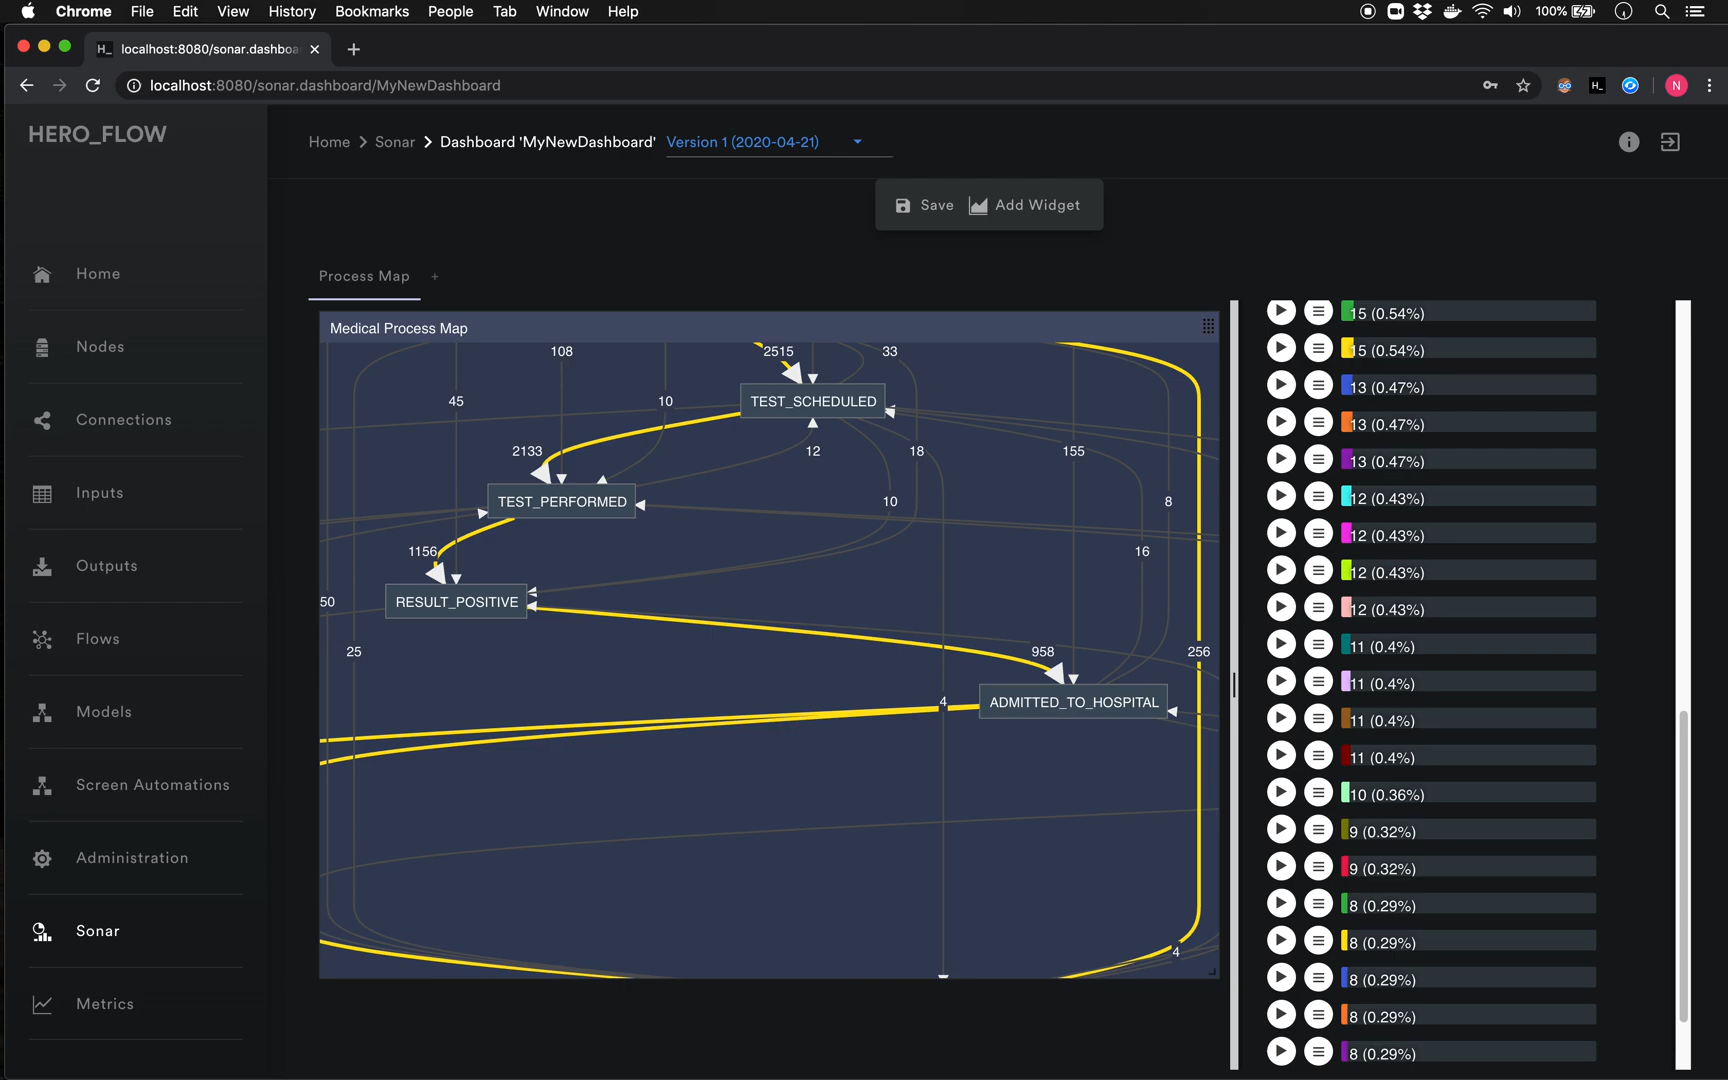 Chrome File Edit View History Bookmarks People Tab Window Help 100%
H_ localhost:8080/sonar.dashboa
localhost:8080/sonar.dashboard/MyNewDashboard H_ N
HERO_FLOW
Home
Nodes
Connections
Inputs
Outputs
Flows
Models
Screen Automations
Administration
Sonar
Metrics
Home Sonar Dashboard 'MyNewDashboard' Version 1 (2020-04-21)
Save Add Widget
Process Map +
Medical Process Map
108 2515 33
45 10 TEST_SCHEDULED
2133 12 18 155
TEST_PERFORMED 10 8
1156 16
50 RESULT_POSITIVE
25 958 256
4 ADMITTED_TO_HOSPITAL
4
15 (0.54%)
15 (0.54%)
13 (0.47%)
13 (0.47%)
13 (0.47%)
12 (0.43%)
12 (0.43%)
12 (0.43%)
12 (0.43%)
11 (0.4%)
11 (0.4%)
11 (0.4%)
11 (0.4%)
10 (0.36%)
9 (0.32%)
9 (0.32%)
8 (0.29%)
8 (0.29%)
8 (0.29%)
8 (0.29%)
8 (0.29%)